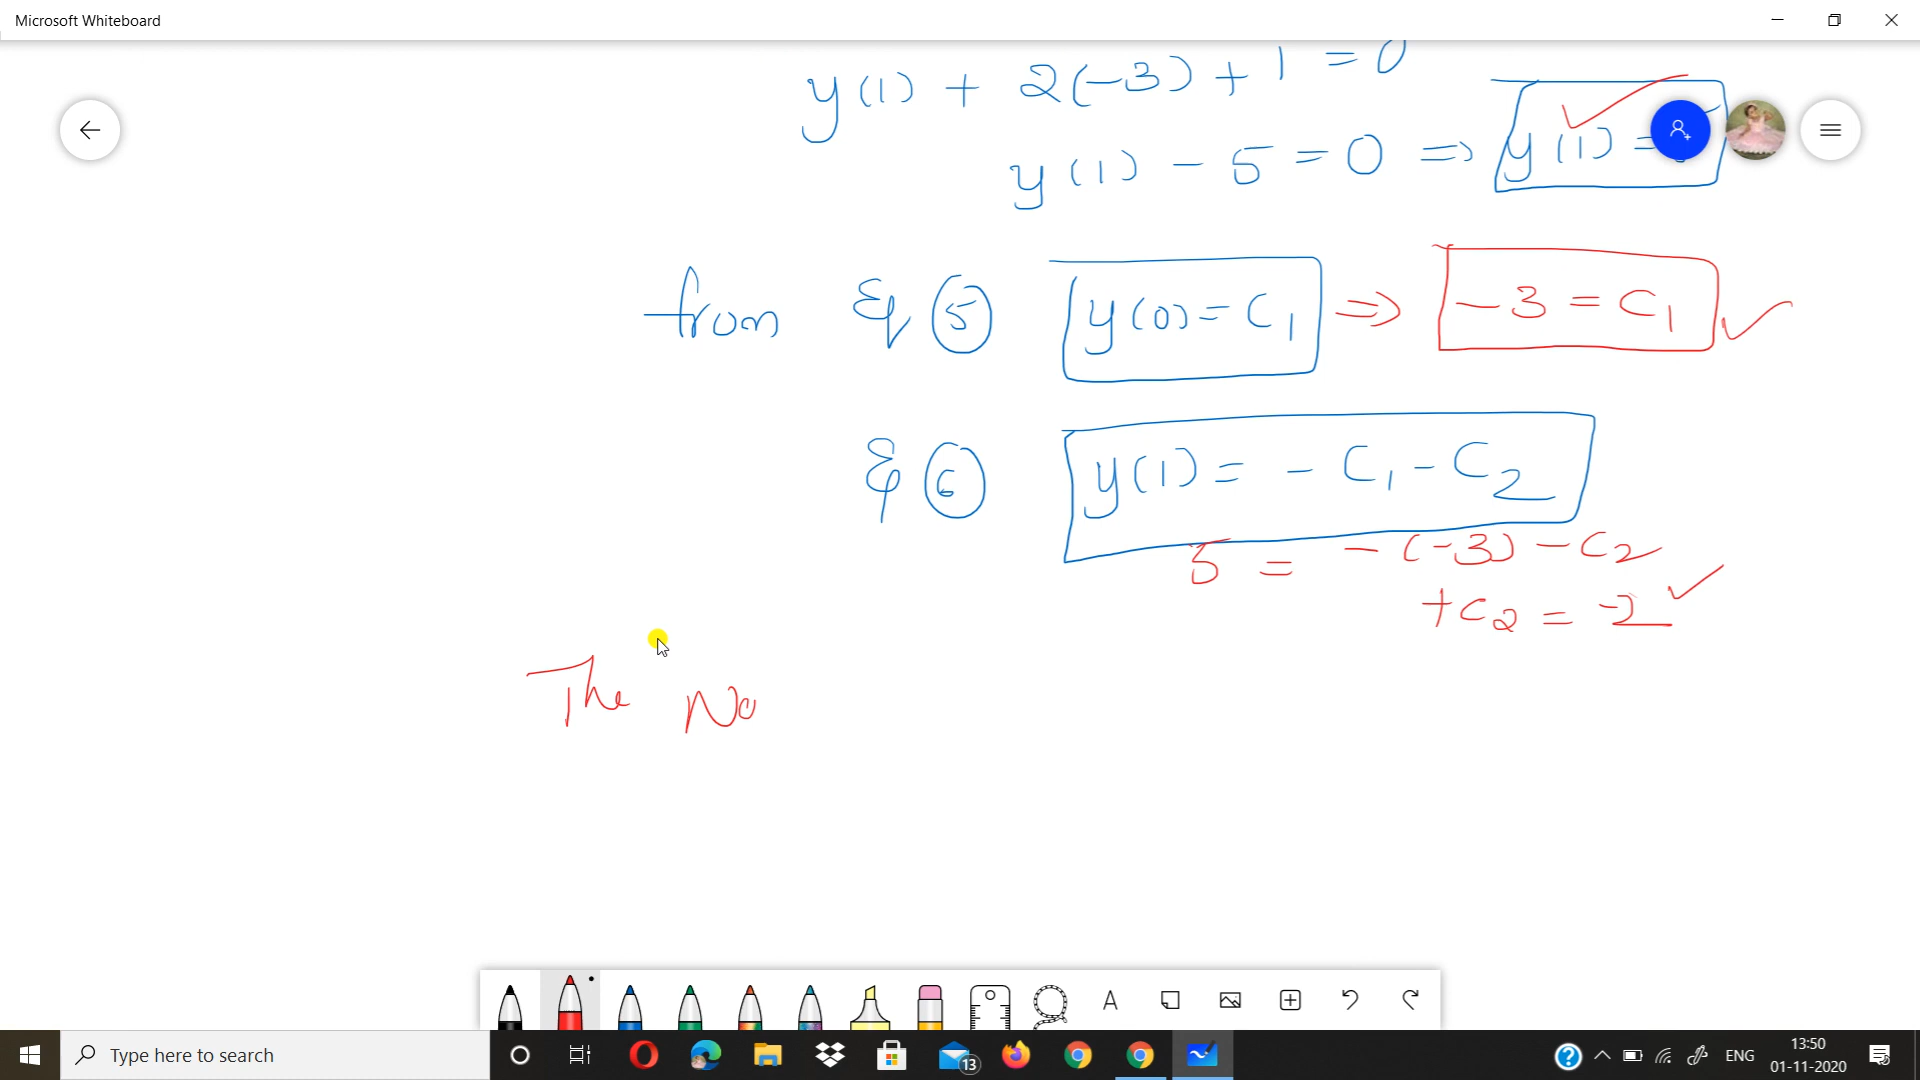 Microsoft Whiteboard
y(1) + 2(-3) + 1 = 0
y(1) - 5 = 0 => y(1) =
from Eq 5 y(0) = C1 => -3 = C1
Eq 6 y(1) = - C1 - C2
5 = - (-3) - C2
+C2 = -2
The No
A
Type here to search
13
ENG
13:50
01-11-2020